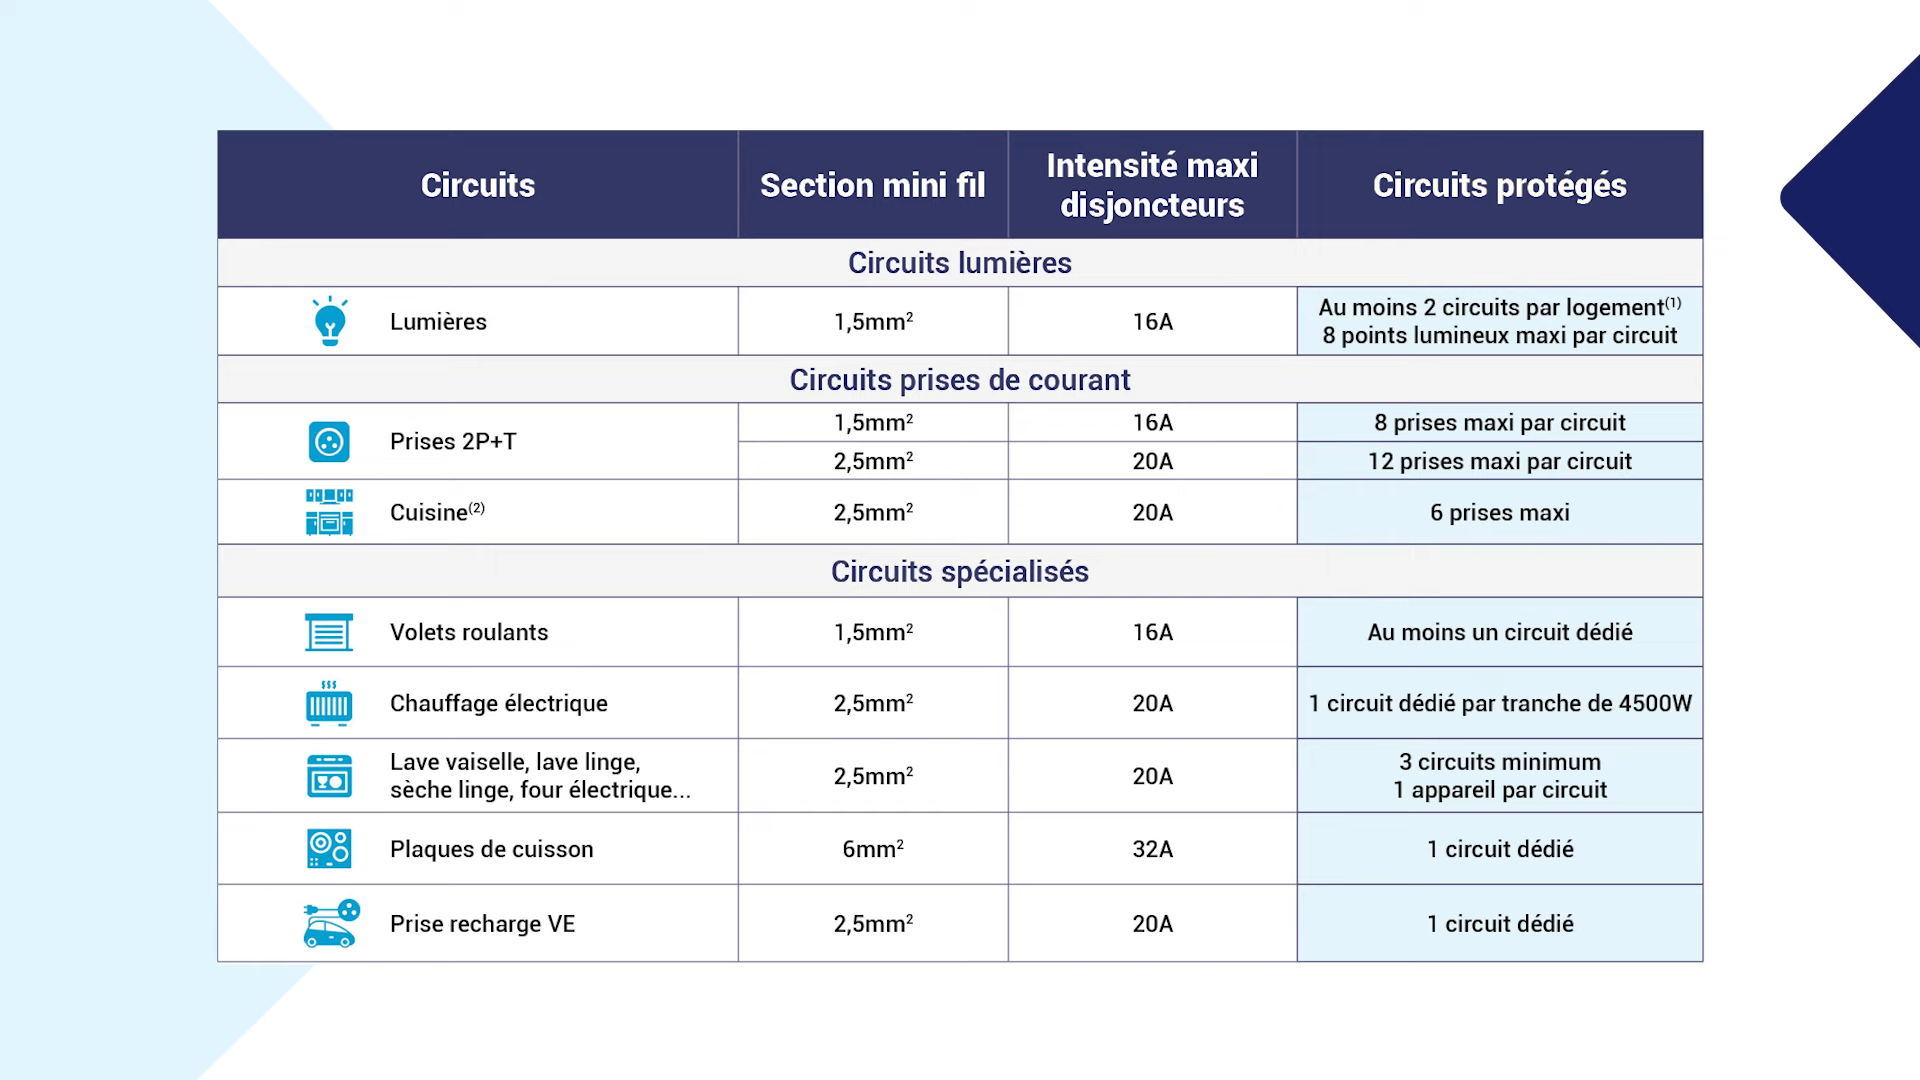 Circuits
Section mini fil
Intensité maxi
disjoncteurs
Circuits protégés
Circuits lumières
Lumières
1,5mm²
16A
Au moins 2 circuits par logement⁽¹⁾
8 points lumineux maxi par circuit
Circuits prises de courant
Prises 2P+T
1,5mm²
16A
8 prises maxi par circuit
2,5mm²
20A
12 prises maxi par circuit
Cuisine⁽²⁾
2,5mm²
20A
6 prises maxi
Circuits spécialisés
Volets roulants
1,5mm²
16A
Au moins un circuit dédié
Chauffage électrique
2,5mm²
20A
1 circuit dédié par tranche de 4500W
Lave vaiselle, lave linge,
sèche linge, four électrique...
2,5mm²
20A
3 circuits minimum
1 appareil par circuit
Plaques de cuisson
6mm²
32A
1 circuit dédié
Prise recharge VE
2,5mm²
20A
1 circuit dédié